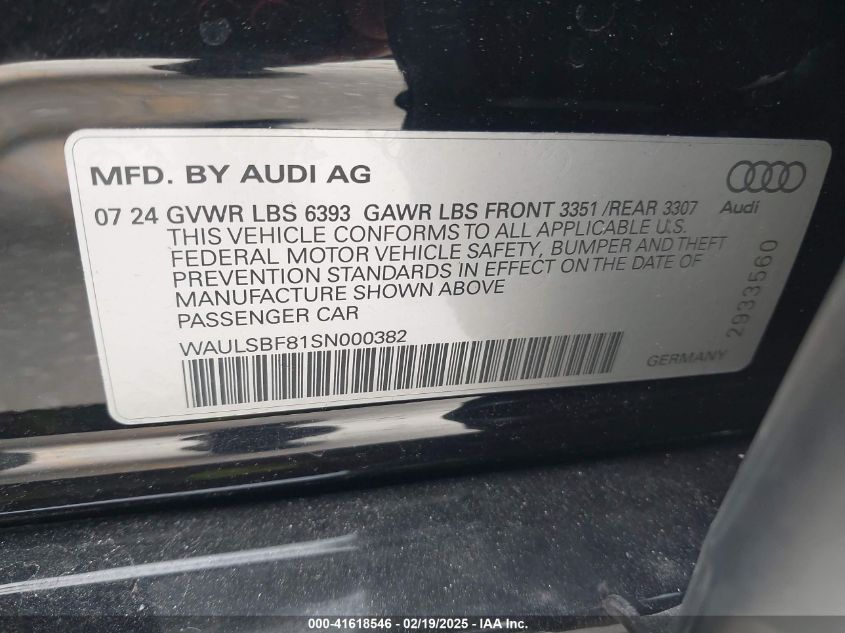 MFD. BY AUDI AG
Audi
07 24 GVWR LBS 6393 GAWR LBS FRONT 3351 /REAR 3307
THIS VEHICLE CONFORMS TO ALL APPLICABLE U.S.
FEDERAL MOTOR VEHICLE SAFETY, BUMPER AND THEFT
PREVENTION STANDARDS IN EFFECT ON THE DATE OF
MANUFACTURE SHOWN ABOVE
PASSENGER CAR
WAULSBF81SN000382
GERMANY
2933560
000-41618546 - 02/19/2025 - IAA, Inc.